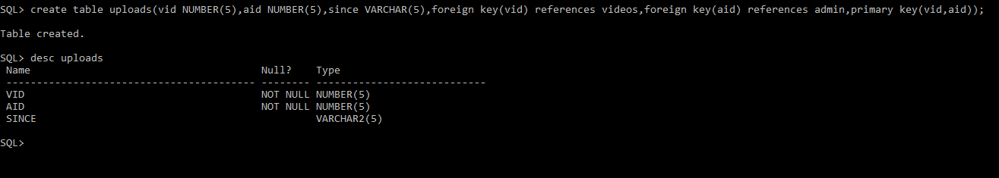 SQL> create table uploads(vid NUMBER(5),aid NUMBER(5),since VARCHAR(5),foreign key(vid) references videos,foreign key(aid) references admin,primary key(vid,aid));
Table created.
SQL> desc uploads
Name Null? Type
----------------------------------------- -------- ----------------------------
VID NOT NULL NUMBER(5)
AID NOT NULL NUMBER(5)
SINCE VARCHAR2(5)
SQL>